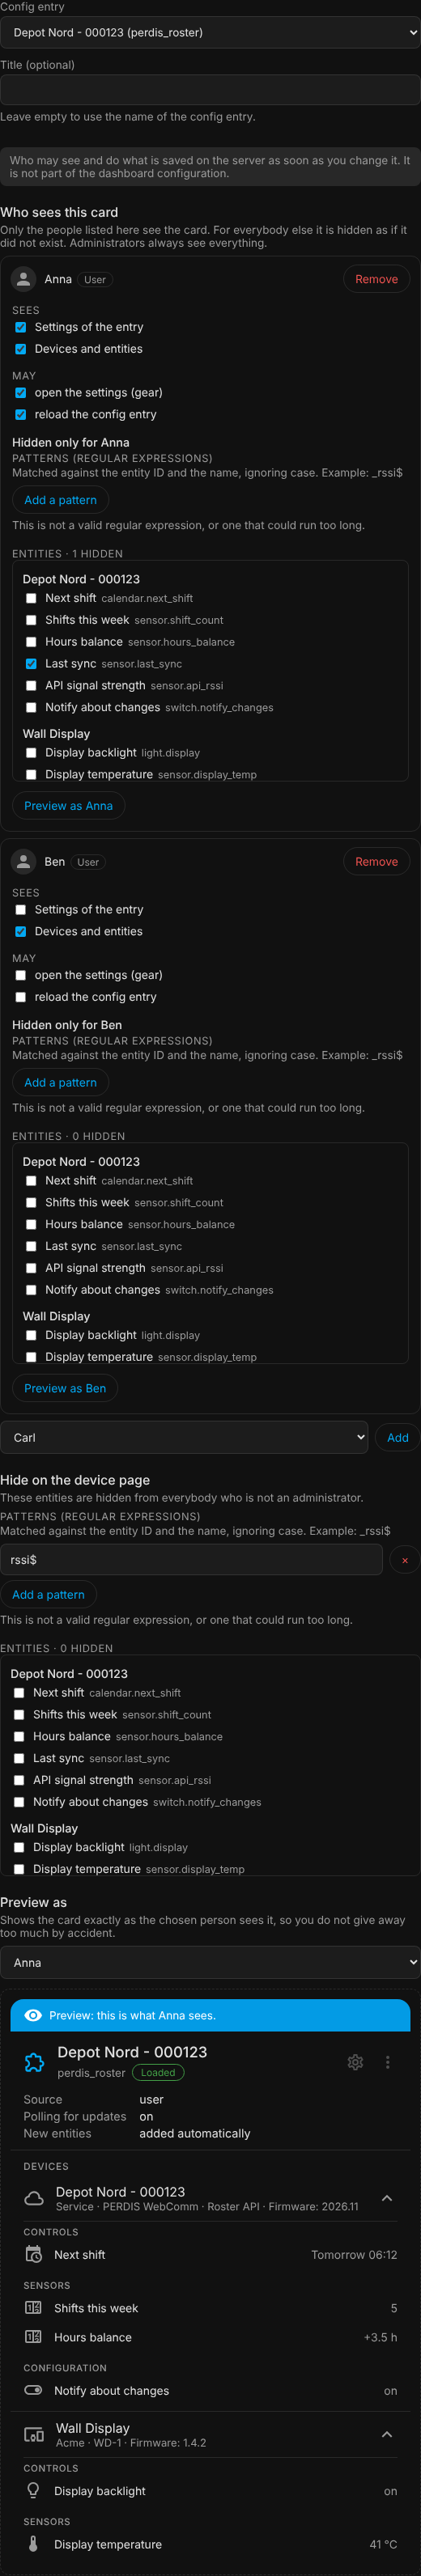 Config entry
Depot Nord - 000123 (perdis_roster)
Title (optional)
Leave empty to use the name of the config entry.
Who may see and do what is saved on the server as soon as you change it. It
is not part of the dashboard configuration.
Who sees this card
Only the people listed here see the card. For everybody else it is hidden as if it
did not exist. Administrators always see everything.
Anna User Remove
SEES
Settings of the entry
Devices and entities
MAY
open the settings (gear)
reload the config entry
Hidden only for Anna
PATTERNS (REGULAR EXPRESSIONS)
Matched against the entity ID and the name, ignoring case. Example: _rssi$
Add a pattern
This is not a valid regular expression, or one that could run too long.
ENTITIES · 1 HIDDEN
Depot Nord - 000123
Next shift calendar.next_shift
Shifts this week sensor.shift_count
Hours balance sensor.hours_balance
Last sync sensor.last_sync
API signal strength sensor.api_rssi
Notify about changes switch.notify_changes
Wall Display
Display backlight light.display
Display temperature sensor.display_temp
Preview as Anna
Ben User Remove
SEES
Settings of the entry
Devices and entities
MAY
open the settings (gear)
reload the config entry
Hidden only for Ben
PATTERNS (REGULAR EXPRESSIONS)
Matched against the entity ID and the name, ignoring case. Example: _rssi$
Add a pattern
This is not a valid regular expression, or one that could run too long.
ENTITIES · 0 HIDDEN
Depot Nord - 000123
Next shift calendar.next_shift
Shifts this week sensor.shift_count
Hours balance sensor.hours_balance
Last sync sensor.last_sync
API signal strength sensor.api_rssi
Notify about changes switch.notify_changes
Wall Display
Display backlight light.display
Display temperature sensor.display_temp
Preview as Ben
Carl Add
Hide on the device page
These entities are hidden from everybody who is not an administrator.
PATTERNS (REGULAR EXPRESSIONS)
Matched against the entity ID and the name, ignoring case. Example: _rssi$
rssi$ ×
Add a pattern
This is not a valid regular expression, or one that could run too long.
ENTITIES · 0 HIDDEN
Depot Nord - 000123
Next shift calendar.next_shift
Shifts this week sensor.shift_count
Hours balance sensor.hours_balance
Last sync sensor.last_sync
API signal strength sensor.api_rssi
Notify about changes switch.notify_changes
Wall Display
Display backlight light.display
Display temperature sensor.display_temp
Preview as
Shows the card exactly as the chosen person sees it, so you do not give away
too much by accident.
Anna
Preview: this is what Anna sees.
Depot Nord - 000123
perdis_roster Loaded
Source user
Polling for updates on
New entities added automatically
DEVICES
Depot Nord - 000123
Service · PERDIS WebComm · Roster API · Firmware: 2026.11
CONTROLS
Next shift Tomorrow 06:12
SENSORS
Shifts this week 5
Hours balance +3.5 h
CONFIGURATION
Notify about changes on
Wall Display
Acme · WD-1 · Firmware: 1.4.2
CONTROLS
Display backlight on
SENSORS
Display temperature 41 °C